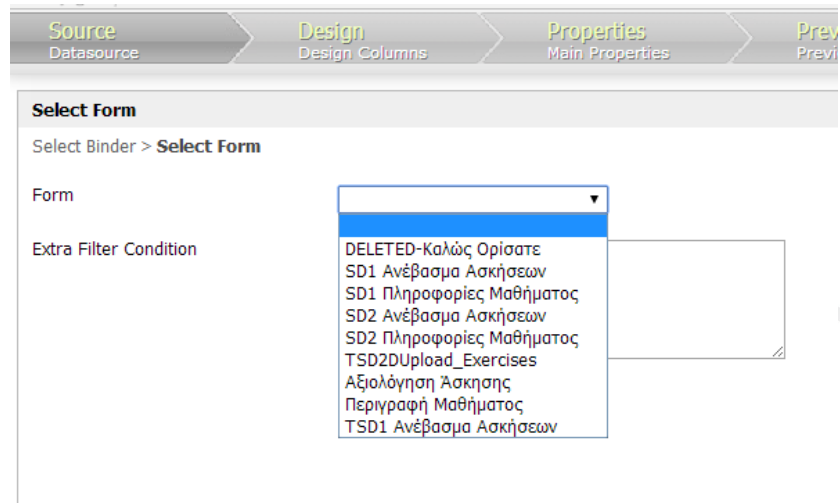 Source Design Properties
Datasource Design Columns Main Properties
Select Form
Select Binder > Select Form
Form
Extra Filter Condition
DELETED-Καλώς Ορίσατε
SD1 Ανέβασμα Ασκήσεων
SD1 Πληροφορίες Μαθήματος
SD2 Ανέβασμα Ασκήσεων
SD2 Πληροφορίες Μαθήματος
TSD2DUpload_Exercises
Αξιολόγηση Άσκησης
Περιγραφή Μαθήματος
TSD1 Ανέβασμα Ασκήσεων